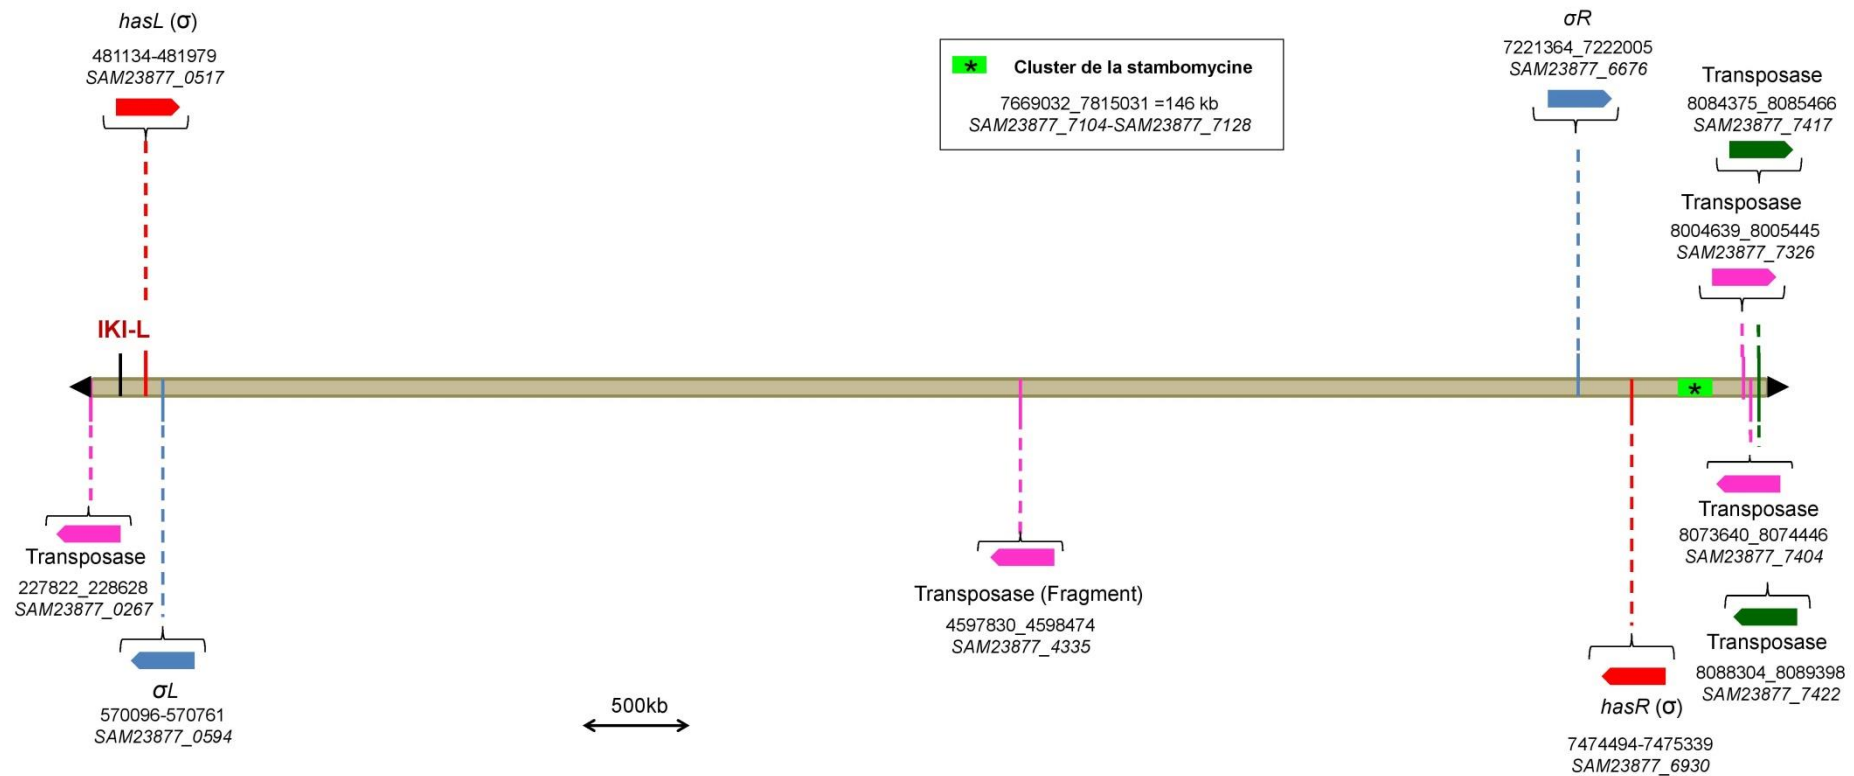 hasL (σ)
481134-481979
SAM23877_0517
*
Cluster de la stambomycine
7669032_7815031 =146 kb
SAM23877_7104-SAM23877_7128
σR
7221364_7222005
SAM23877_6676
Transposase
8084375_8085466
SAM23877_7417
Transposase
8004639_8005445
SAM23877_7326
IKI-L
*
Transposase
227822_228628
SAM23877_0267
σL
570096-570761
SAM23877_0594
Transposase (Fragment)
4597830_4598474
SAM23877_4335
500kb
hasR (σ)
7474494-7475339
SAM23877_6930
Transposase
8073640_8074446
SAM23877_7404
Transposase
8088304_8089398
SAM23877_7422